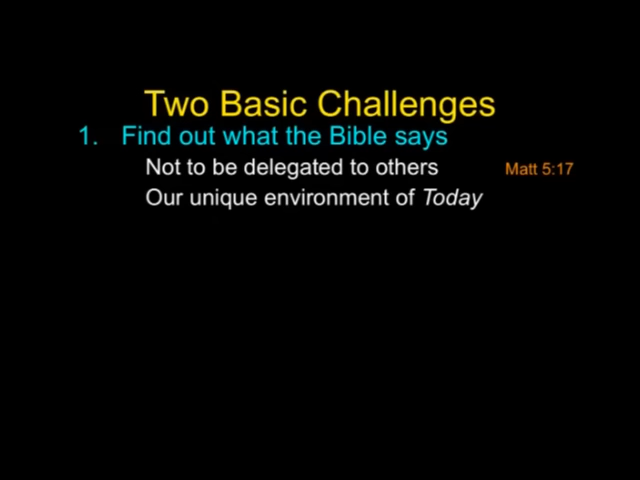 Two Basic Challenges
1. Find out what the Bible says
Not to be delegated to others Matt 5:17
Our unique environment of Today